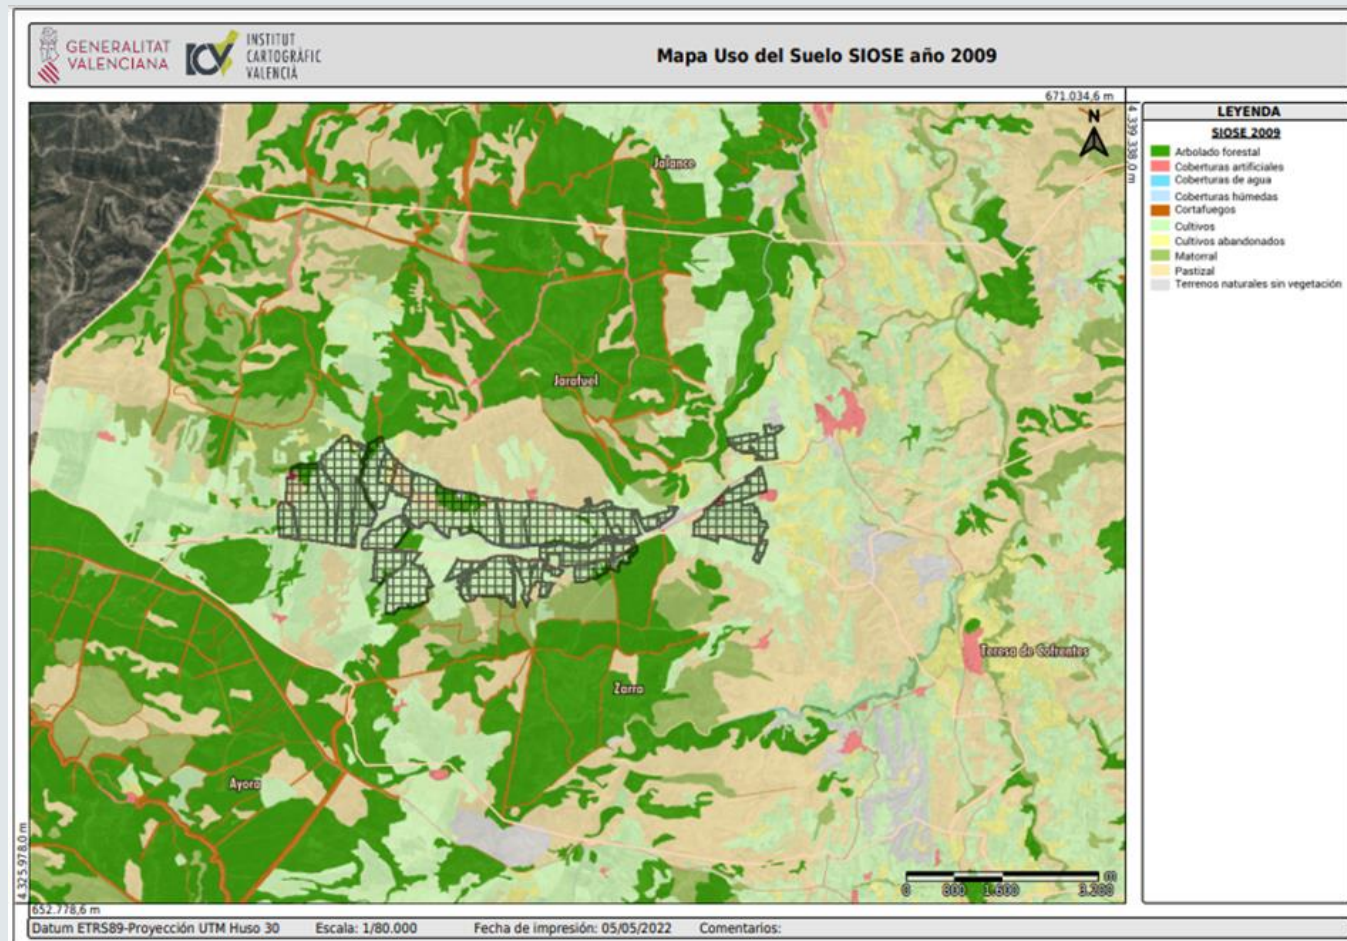 GENERALITAT
VALENCIANA
ICV
INSTITUT
CARTOGRÀFIC
VALENCIÀ
Mapa Uso del Suelo SIOSE año 2009
671.034,6 m
4.339.338,0 m
N
LEYENDA
SIOSE 2009
Arbolado forestal
Coberturas artificiales
Coberturas de agua
Coberturas húmedas
Cortafuegos
Cultivos
Cultivos abandonados
Matorral
Pastizal
Terrenos naturales sin vegetación
Jalance
Jarafuel
Teresa de Cofrentes
Zarra
Ayora
4.325.978,0 m
m
0 800 1.600 3.200
652.778,6 m
Datum ETRS89-Proyección UTM Huso 30 Escala: 1/80.000 Fecha de impresión: 05/05/2022 Comentarios: